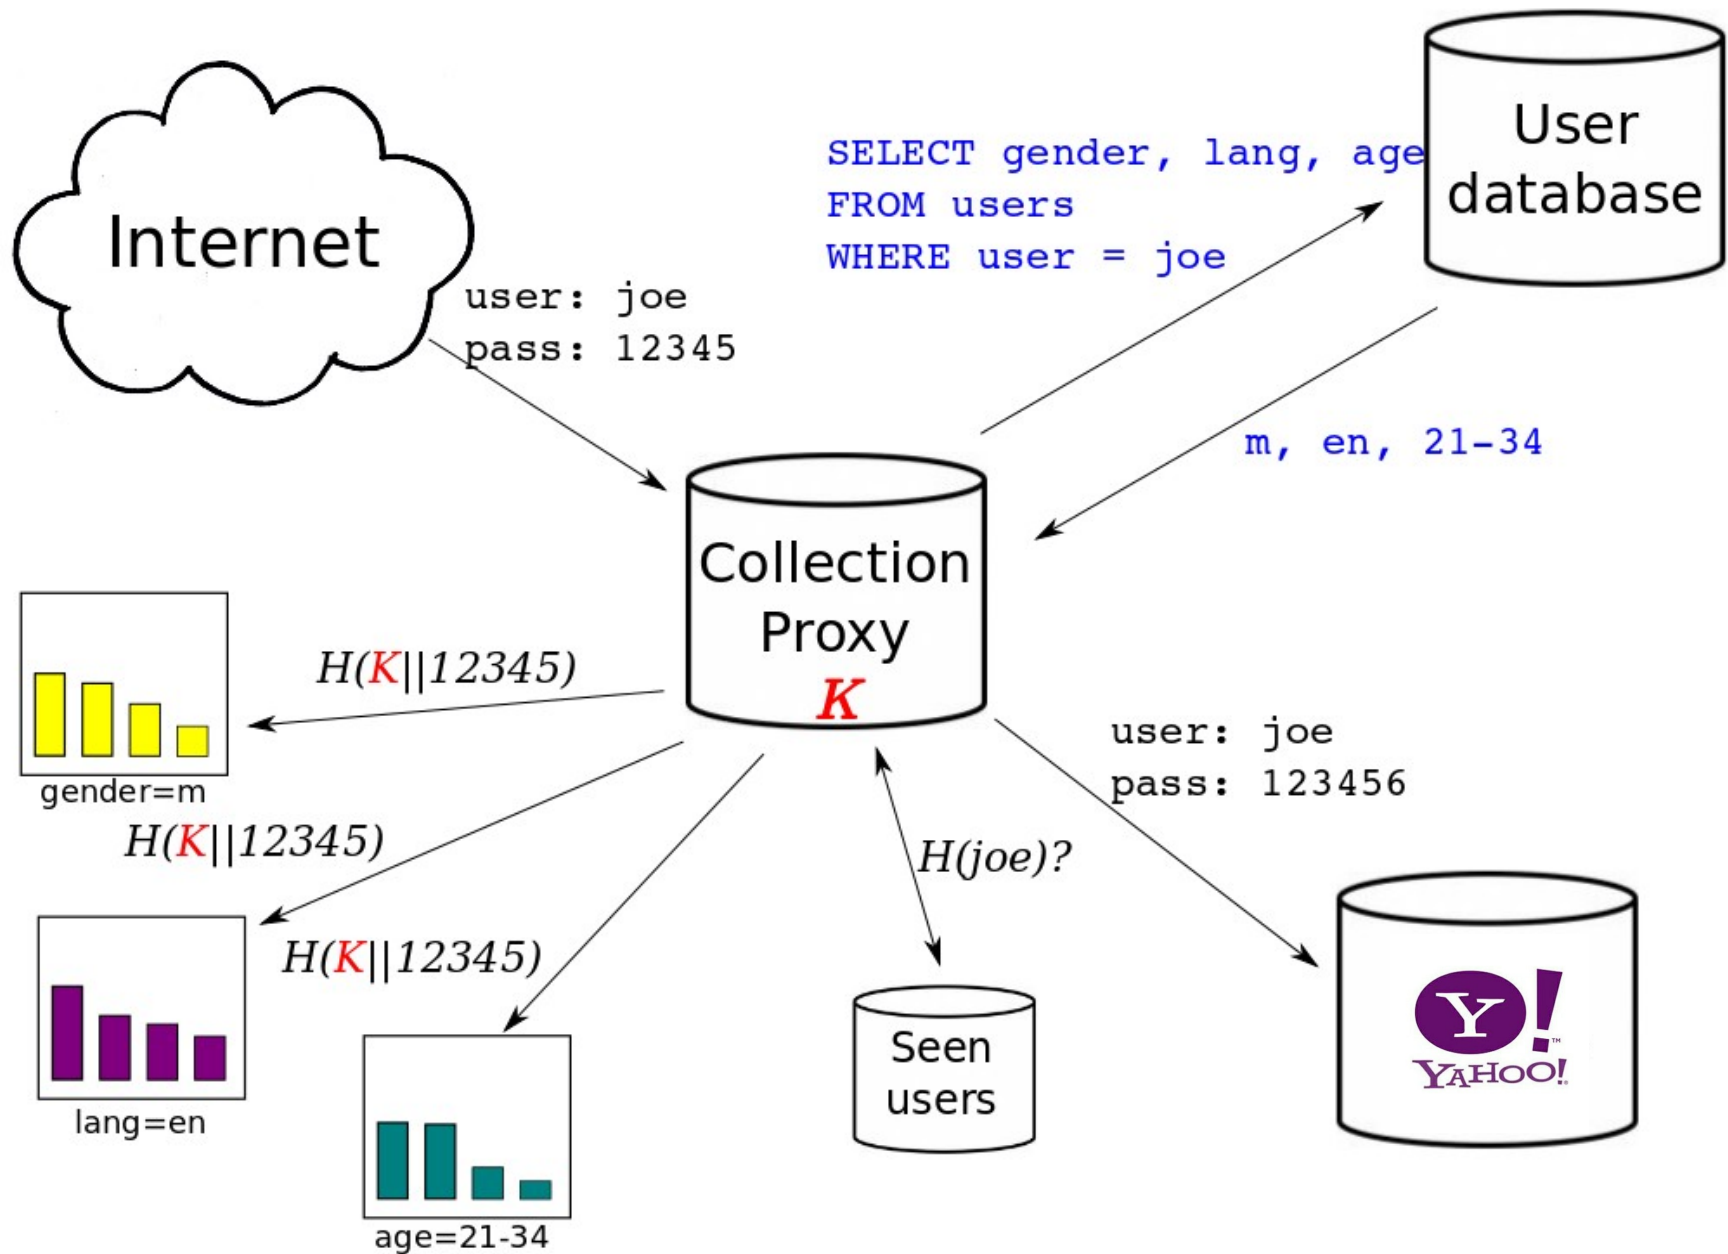 User
database
SELECT gender, lang, age
FROM users
WHERE user = joe
Internet
user: joe
pass: 12345
m, en, 21-34
Collection
Proxy
K
H(K||12345)
gender=m
user: joe
pass: 123456
H(K||12345)
H(joe)?
H(K||12345)
lang=en
Seen
users
Y!
™
YAHOO!
age=21-34